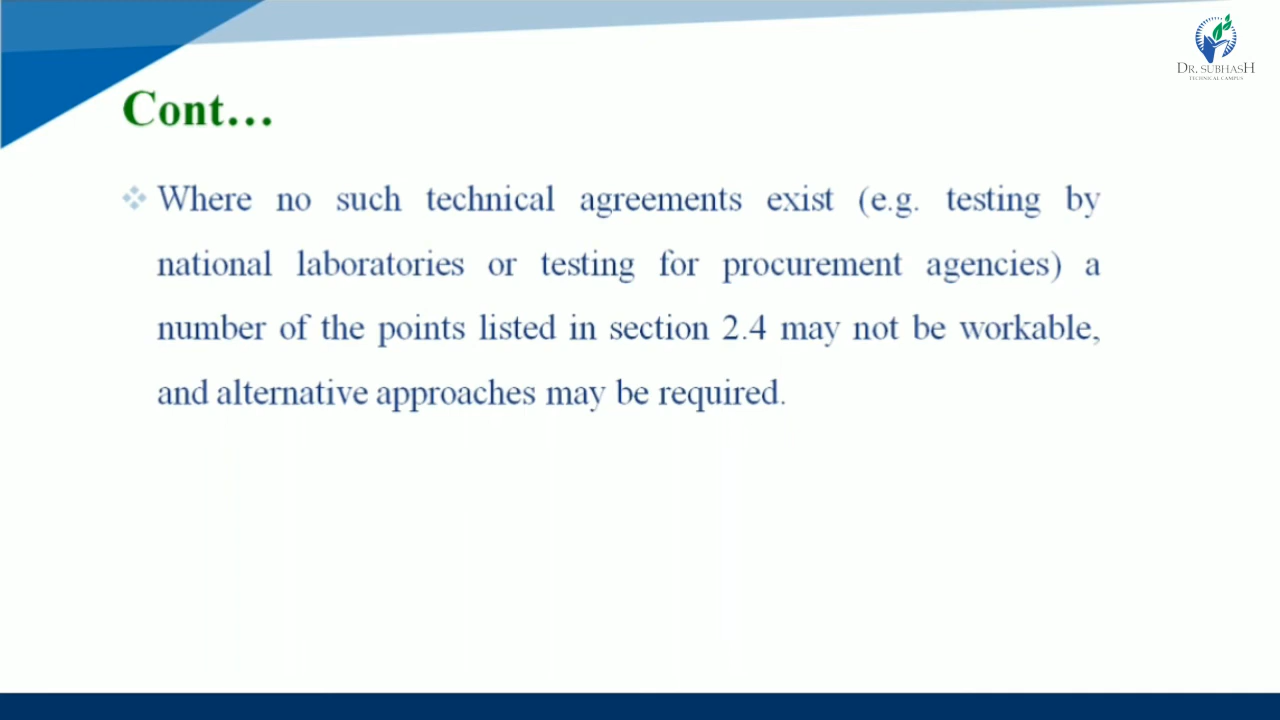 DR. SUBHASH
TECHNICAL CAMPUS
Cont...
Where no such technical agreements exist (e.g. testing by
national laboratories or testing for procurement agencies) a
number of the points listed in section 2.4 may not be workable,
and alternative approaches may be required.